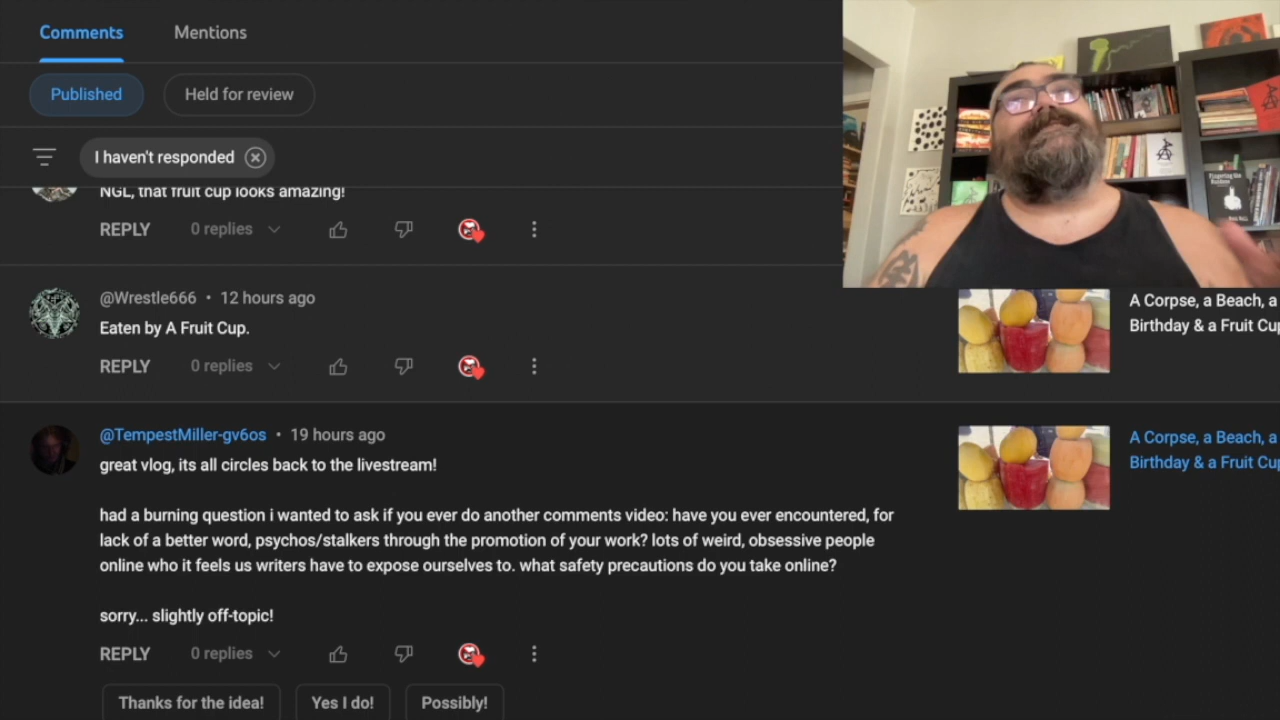 Comments
Mentions
Published
Held for review
I haven't responded
NGL, that fruit cup looks amazing!
REPLY
0 replies
@Wrestle666 • 12 hours ago
Eaten by A Fruit Cup.
REPLY
0 replies
A Corpse, a Beach, a
Birthday & a Fruit Cu
@TempestMiller-gv6os • 19 hours ago
great vlog, its all circles back to the livestream!
had a burning question i wanted to ask if you ever do another comments video: have you ever encountered, for
lack of a better word, psychos/stalkers through the promotion of your work? lots of weird, obsessive people
online who it feels us writers have to expose ourselves to. what safety precautions do you take online?
sorry... slightly off-topic!
REPLY
0 replies
A Corpse, a Beach, a
Birthday & a Fruit Cu
Thanks for the idea!
Yes I do!
Possibly!